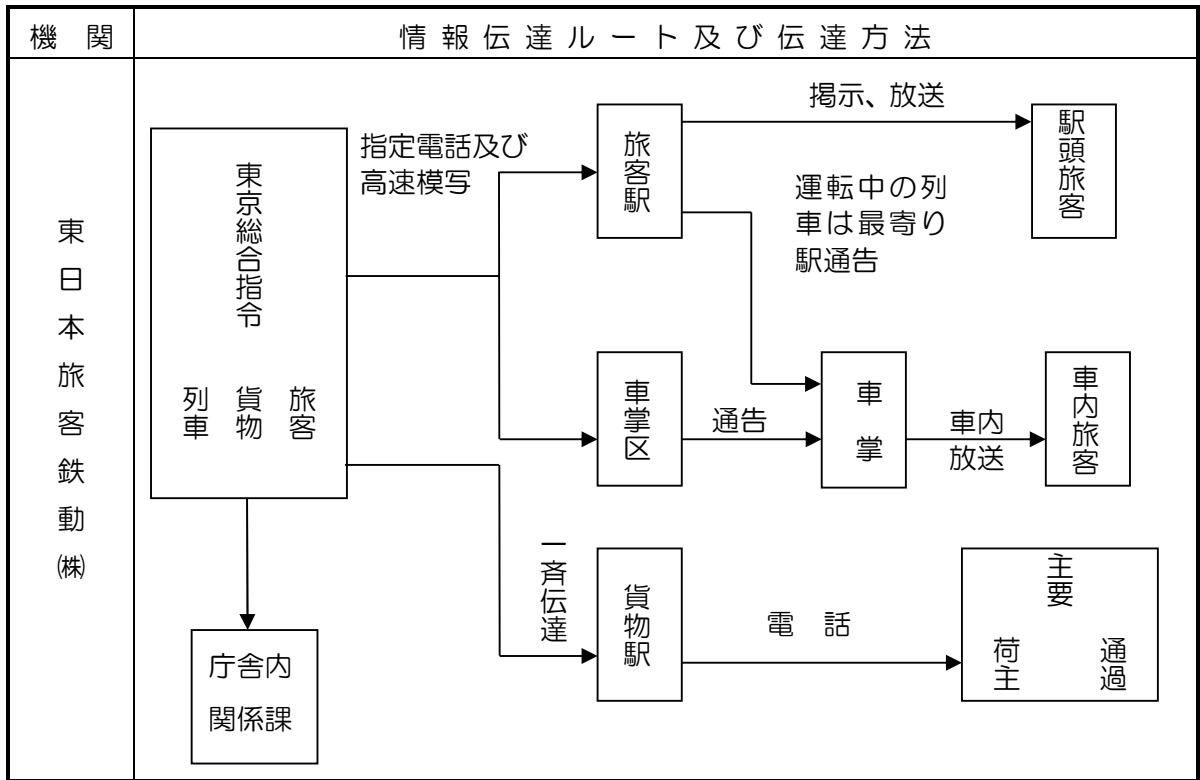 機関
情報伝達ルート及び伝達方法
東日本旅客鉄動㈱
東京総合指令
列車
貨物
旅客
指定電話及び
高速模写
旅客駅
掲示、放送
駅頭旅客
運転中の列
車は最寄り
駅通告
車掌区
通告
車掌
車内
放送
車内旅客
一斉伝達
貨物駅
電話
主要
荷主
通過
庁舎内
関係課